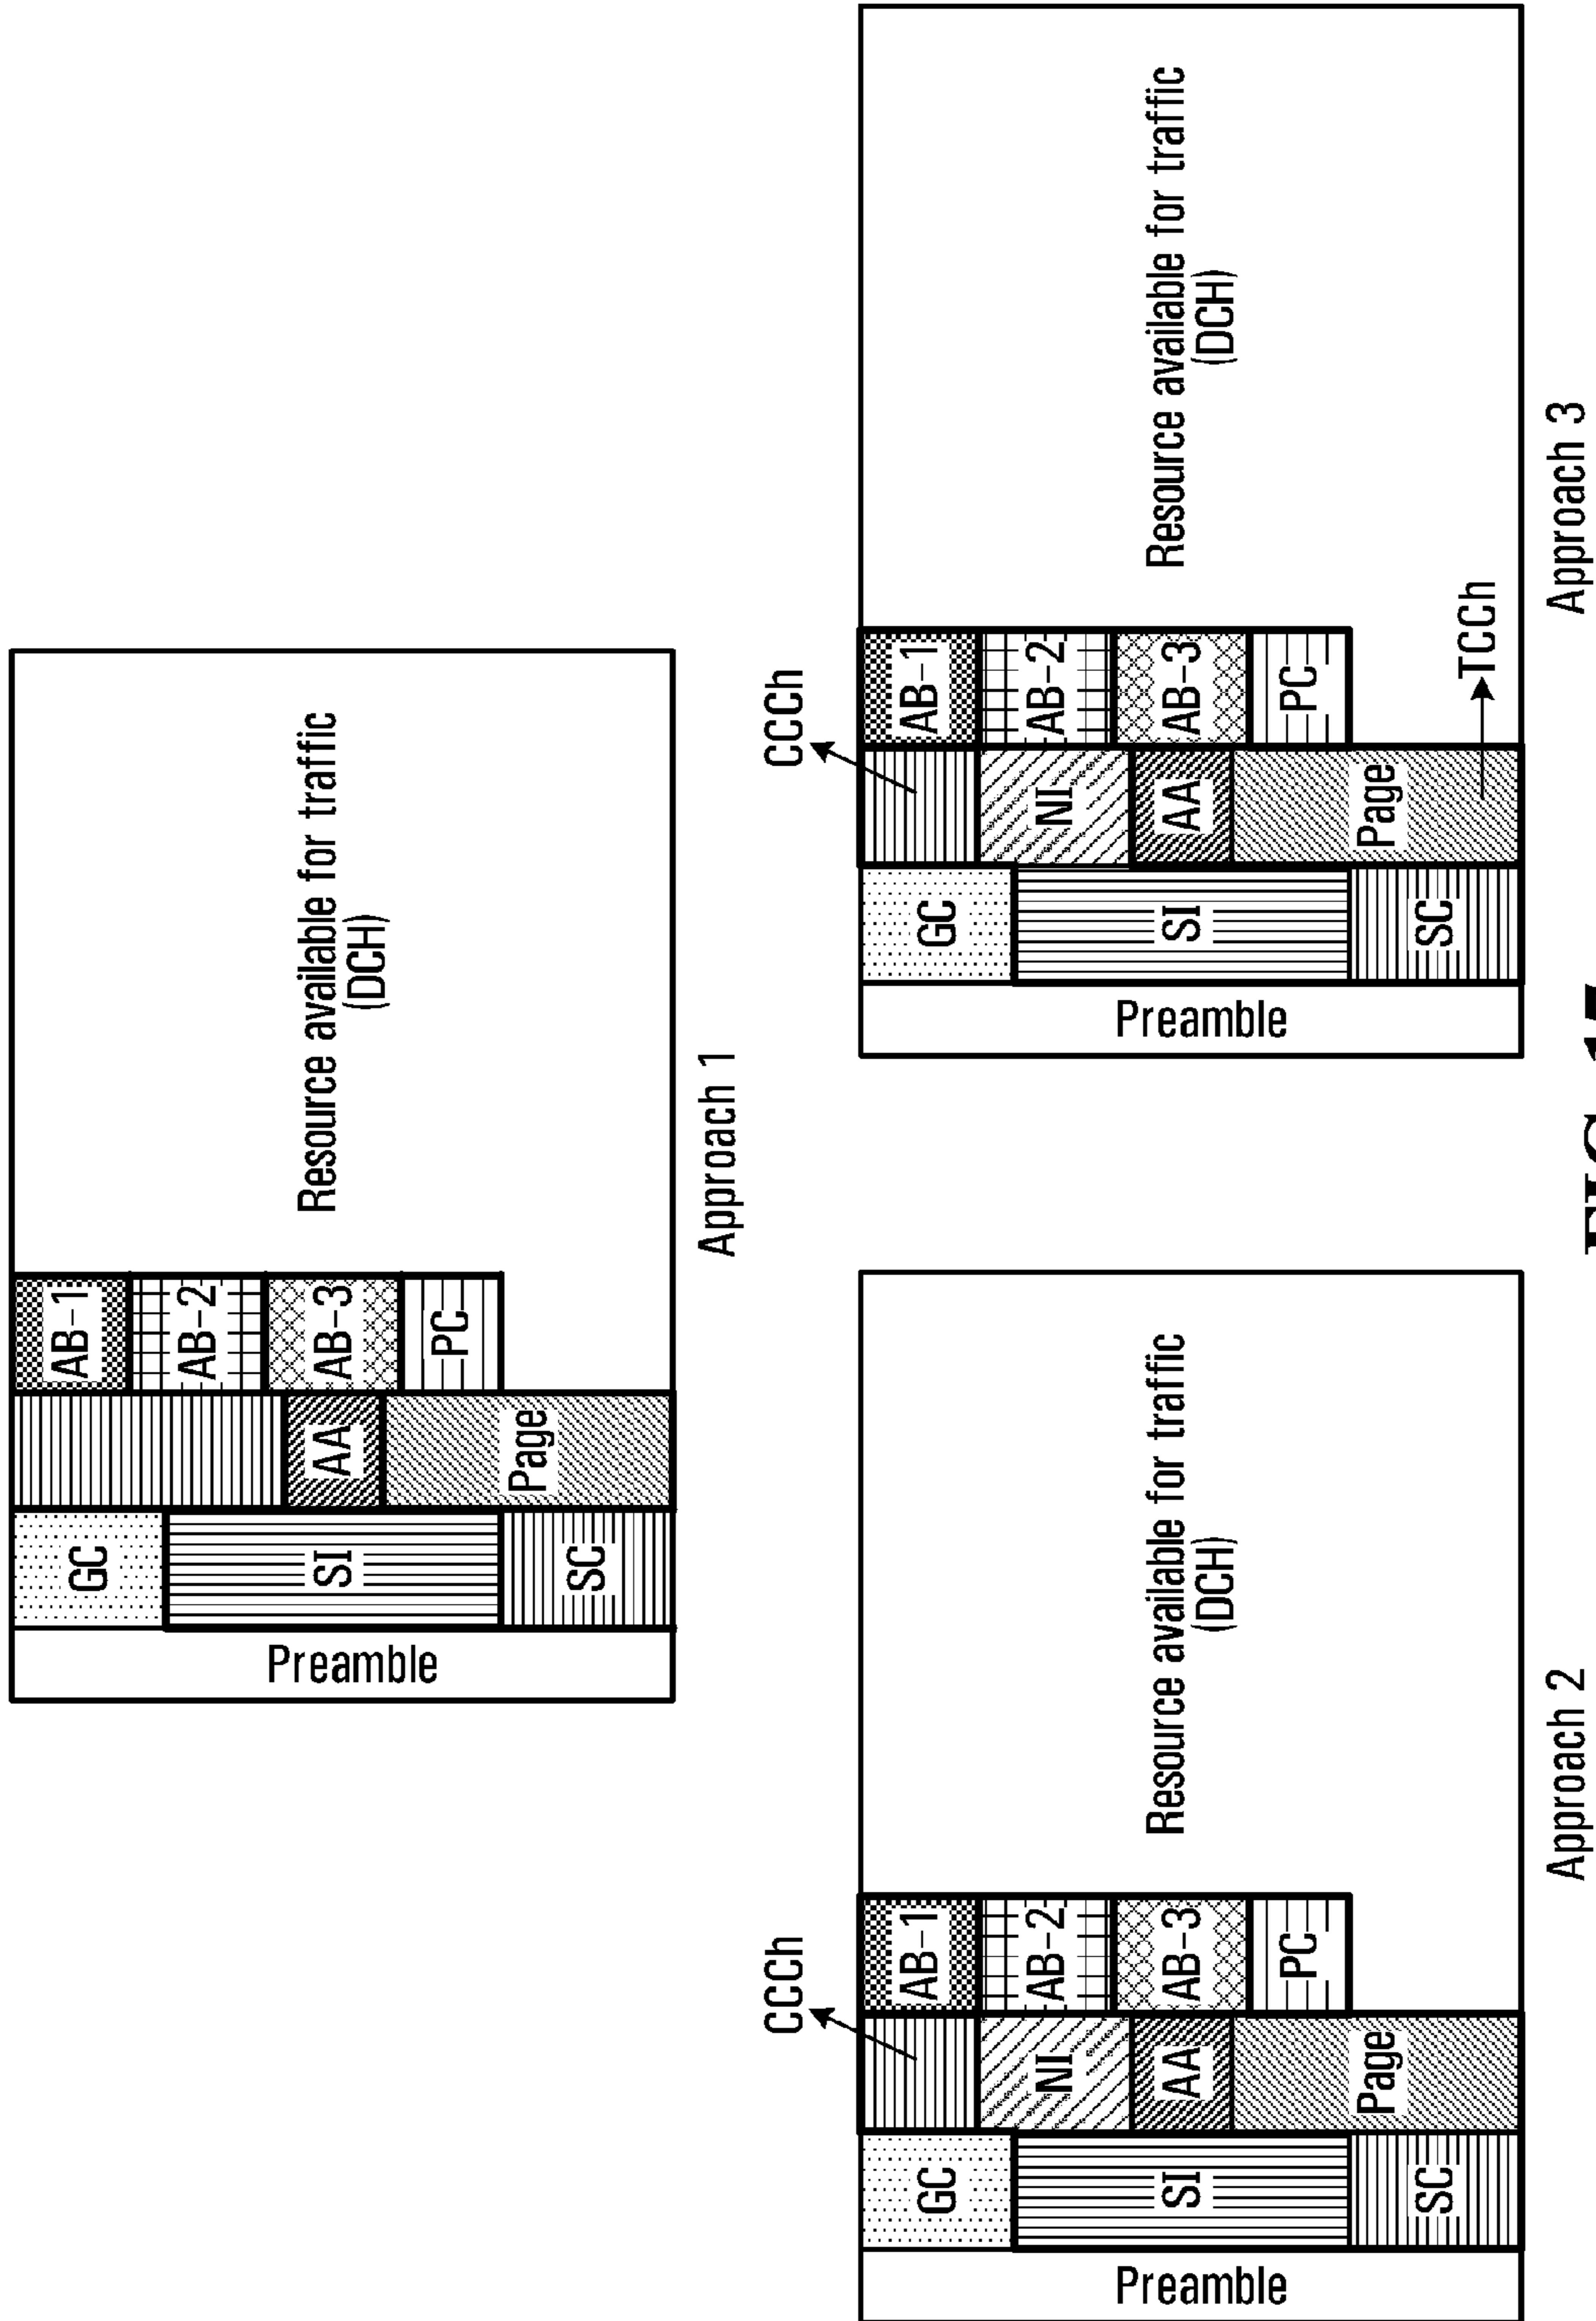 Preamble
GC
SI
SC
AA
Page
AB-1
AB-2
AB-3
PC
Resource available for traffic
(DCH)
Approach 1
CCCh
Preamble
GC
SI
SC
NI
AA
Page
AB-1
AB-2
AB-3
PC
Resource available for traffic
(DCH)
Approach 2
CCCh
Preamble
GC
SI
SC
NI
AA
Page
AB-1
AB-2
AB-3
PC
Resource available for traffic
(DCH)
TCCh
Approach 3